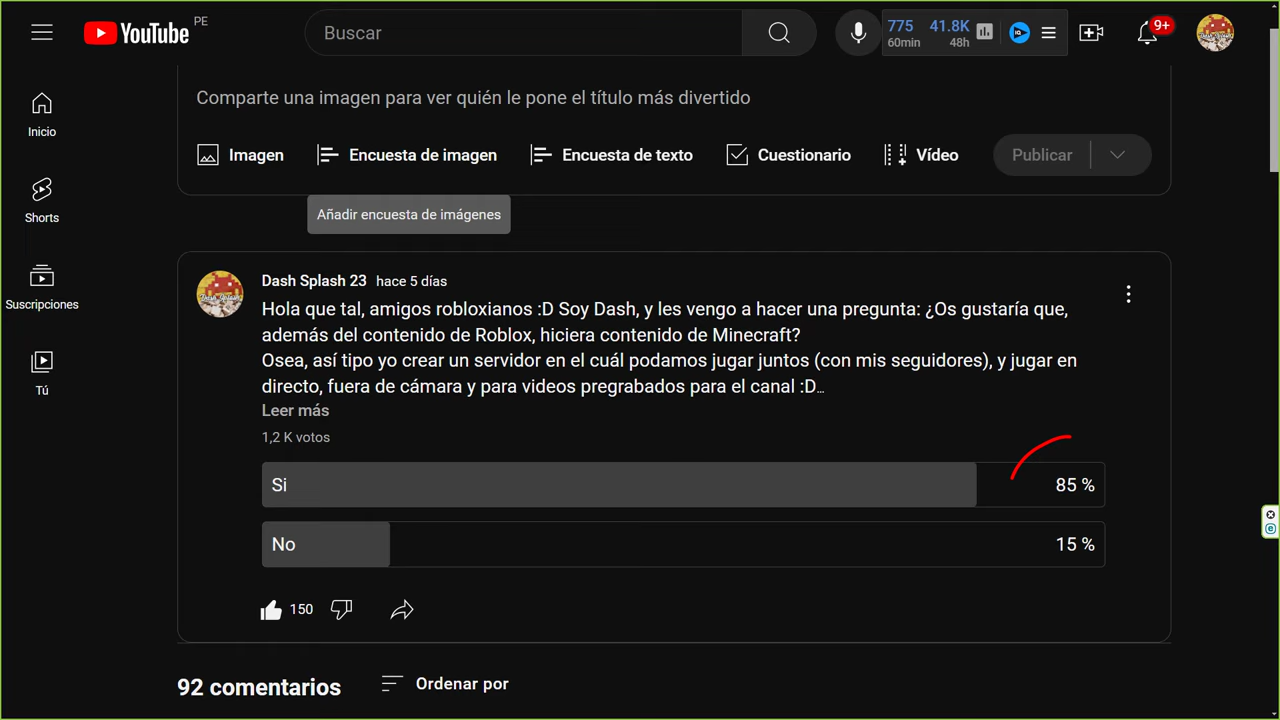 YouTube PE
Buscar
775 41.8K
60min 48h
9+
Comparte una imagen para ver quién le pone el título más divertido
Inicio
Imagen Encuesta de imagen Encuesta de texto Cuestionario Vídeo Publicar
Añadir encuesta de imágenes
Shorts
Suscripciones
Tú
Dash Splash 23 hace 5 días
Hola que tal, amigos robloxianos :D Soy Dash, y les vengo a hacer una pregunta: ¿Os gustaría que,
además del contenido de Roblox, hiciera contenido de Minecraft?
Osea, así tipo yo crear un servidor en el cuál podamos jugar juntos (con mis seguidores), y jugar en
directo, fuera de cámara y para videos pregrabados para el canal :D…
Leer más
1,2 K votos
Si 85 %
No 15 %
150
92 comentarios Ordenar por